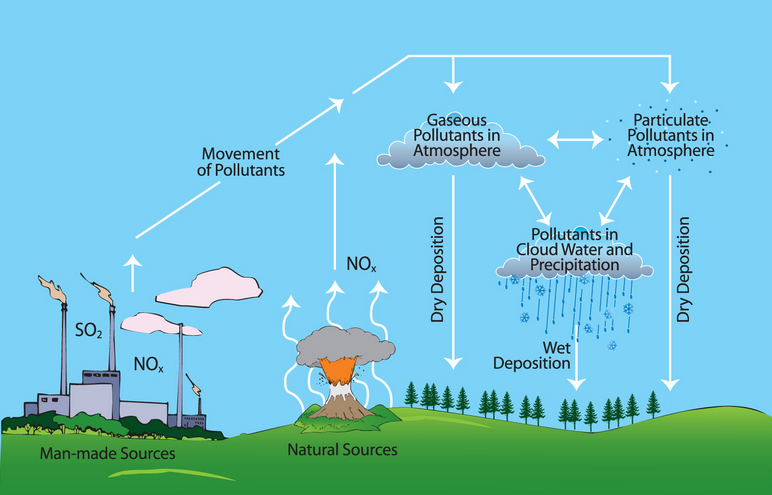 Gaseous
Pollutants in
Atmosphere
Particulate
Pollutants in
Atmosphere
Movement
of Pollutants
Pollutants in
Cloud Water and
Precipitation
NOₓ
Dry Deposition
Dry Deposition
SO₂
NOₓ
Wet
Deposition
Man-made Sources
Natural Sources